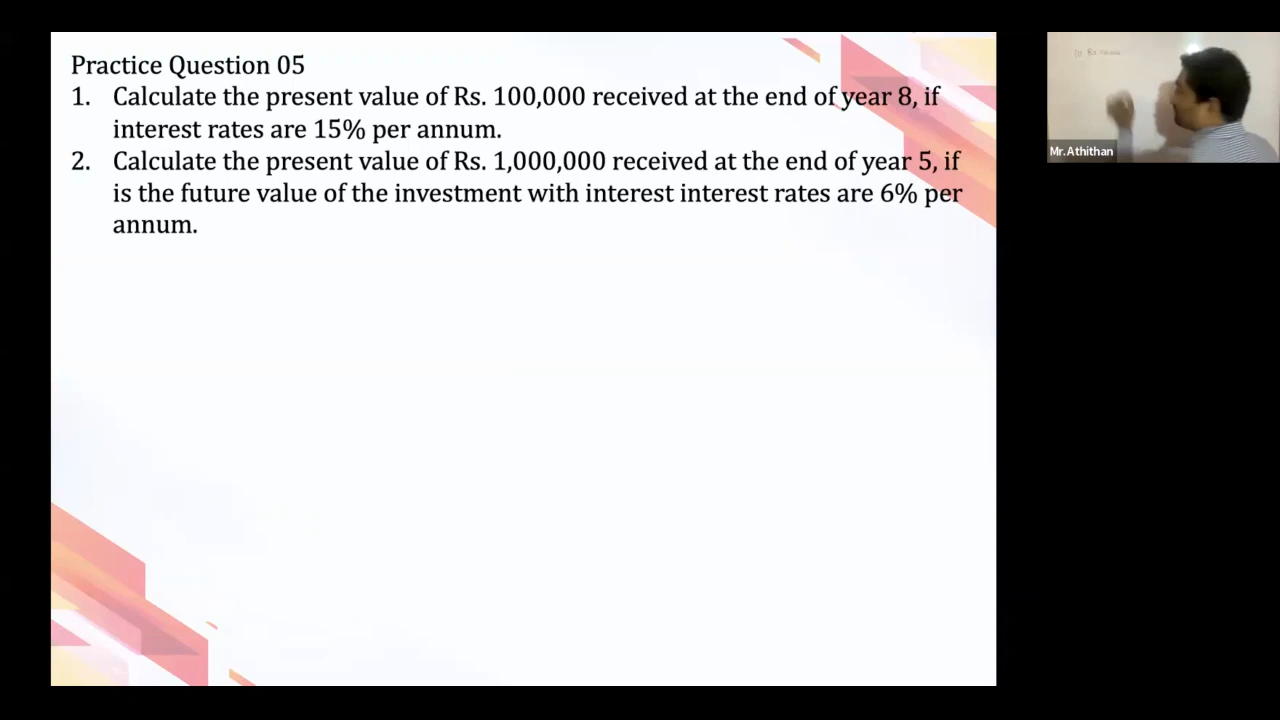 Practice Question 05
1. Calculate the present value of Rs. 100,000 received at the end of year 8, if
interest rates are 15% per annum.
2. Calculate the present value of Rs. 1,000,000 received at the end of year 5, if
is the future value of the investment with interest interest rates are 6% per
annum.
Mr.Athithan